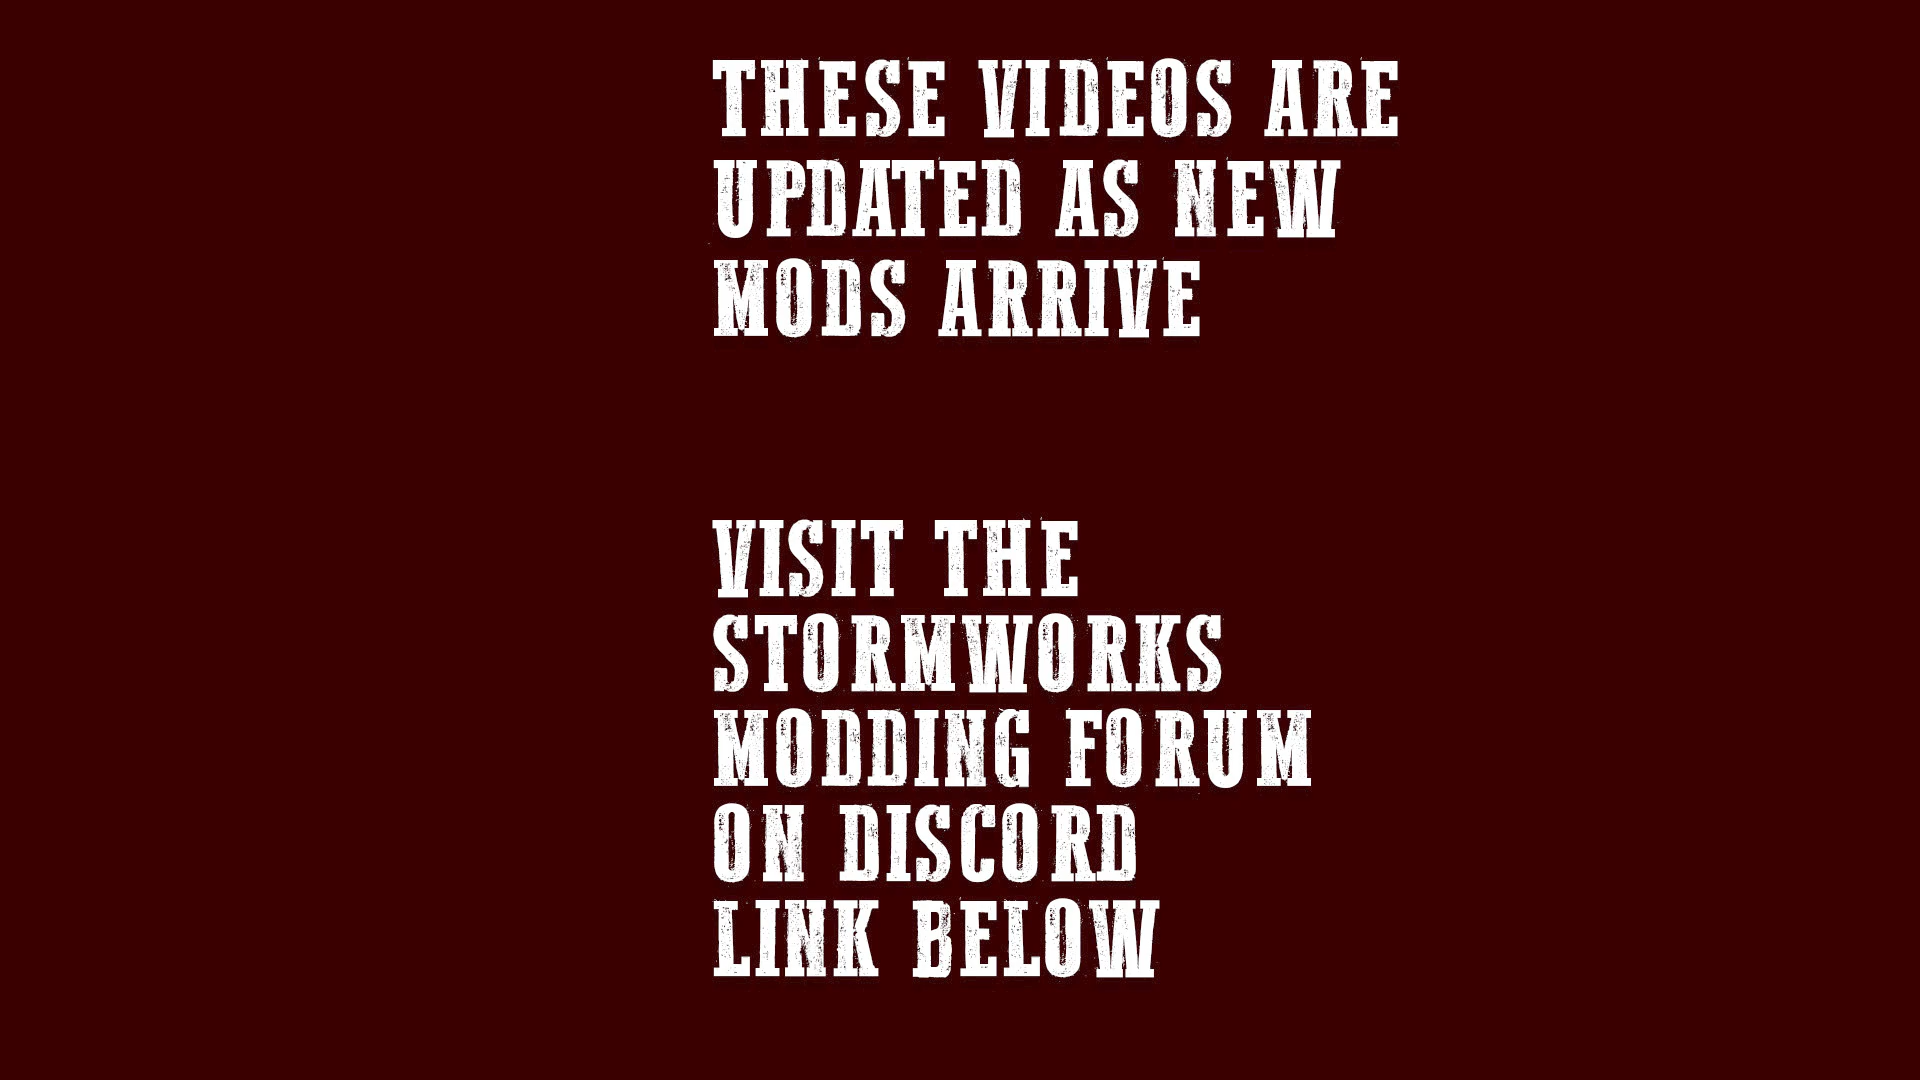 THESE VIDEOS ARE
UPDATED AS NEW
MODS ARRIVE
VISIT THE
STORMWORKS
MODDING FORUM
ON DISCORD
LINK BELOW